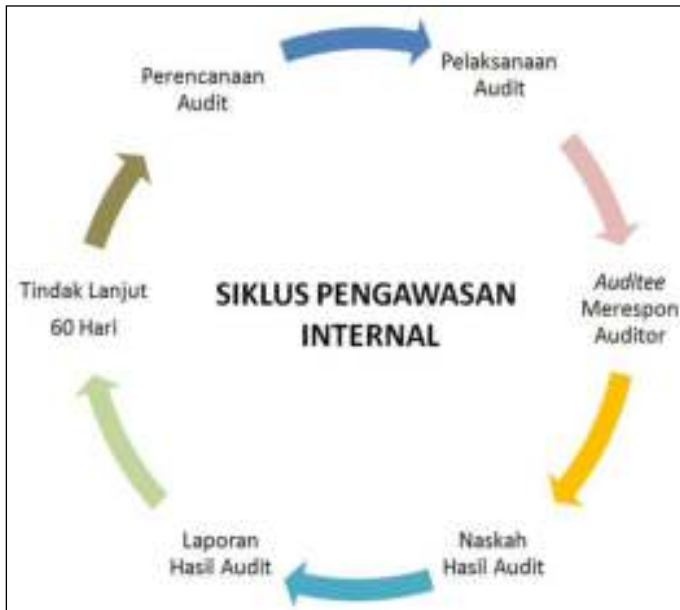 Perencanaan
Audit
Pelaksanaan
Audit
Auditee
Merespon
Auditor
Naskah
Hasil Audit
Laporan
Hasil Audit
Tindak Lanjut
60 Hari
SIKLUS PENGAWASAN
INTERNAL